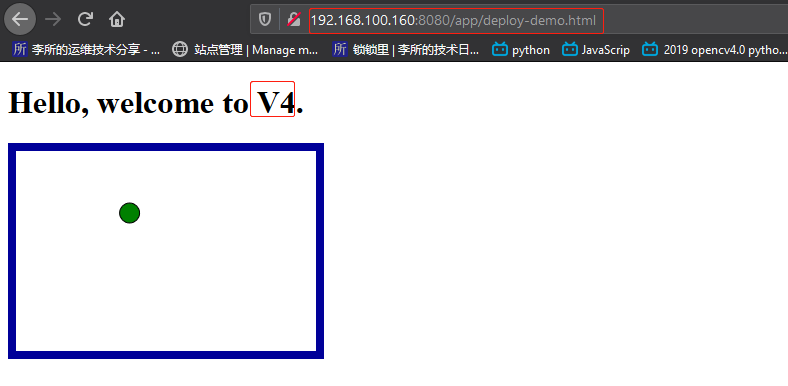 192.168.100.160:8080/app/deploy-demo.html
李所的运维技术分享 - ... 站点管理 | Manage m... 锁锁里 | 李所的技术日... python JavaScrip 2019 opencv4.0 pytho...
Hello, welcome to V4.